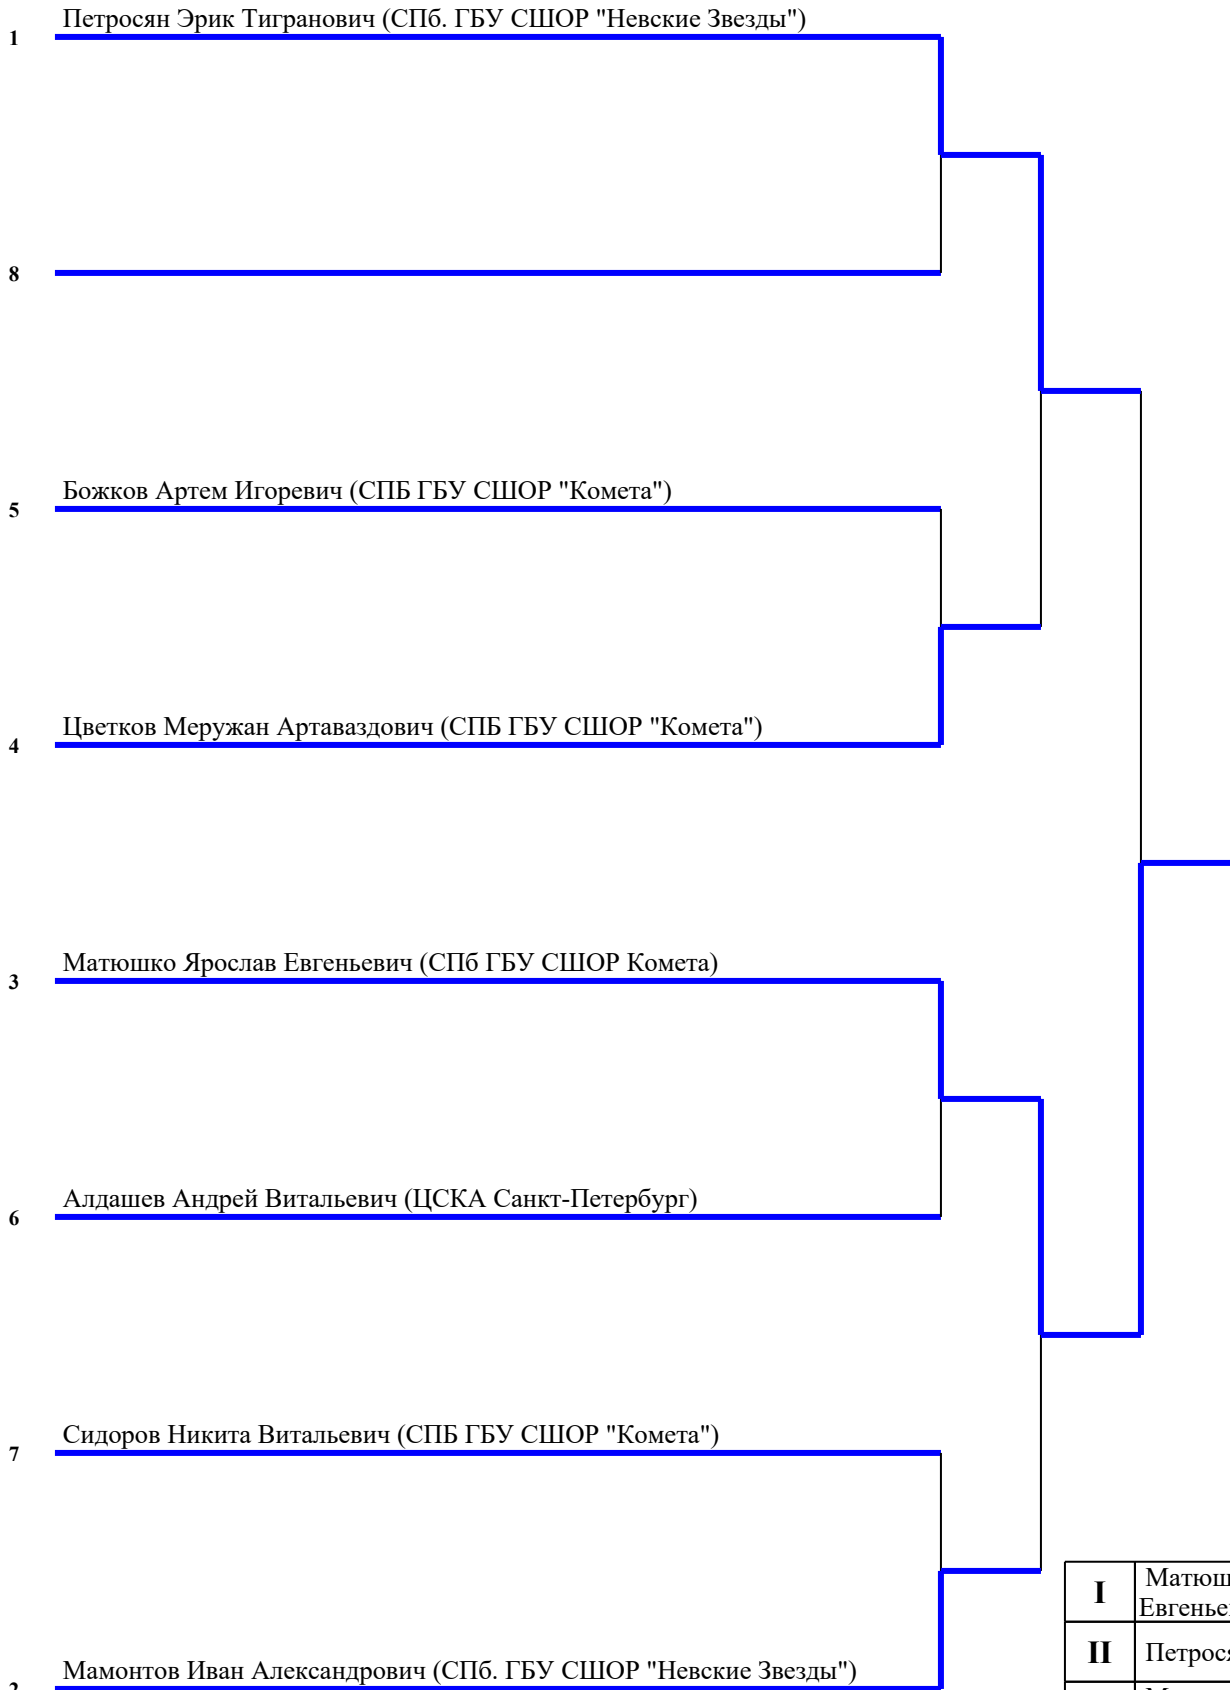 Петросян Эрик Тигранович (СПб. ГБУ СШОР "Невские Звезды")
1
8
Божков Артем Игоревич (СПБ ГБУ СШОР "Комета")
5
Цветков Меружан Артаваздович (СПБ ГБУ СШОР "Комета")
4
Матюшко Ярослав Евгеньевич (СПб ГБУ СШОР Комета)
3
Алдашев Андрей Витальевич (ЦСКА Санкт-Петербург)
6
Сидоров Никита Витальевич (СПБ ГБУ СШОР "Комета")
7
I
Мамонтов Иван Александрович (СПб. ГБУ СШОР "Невские Звезды")
II